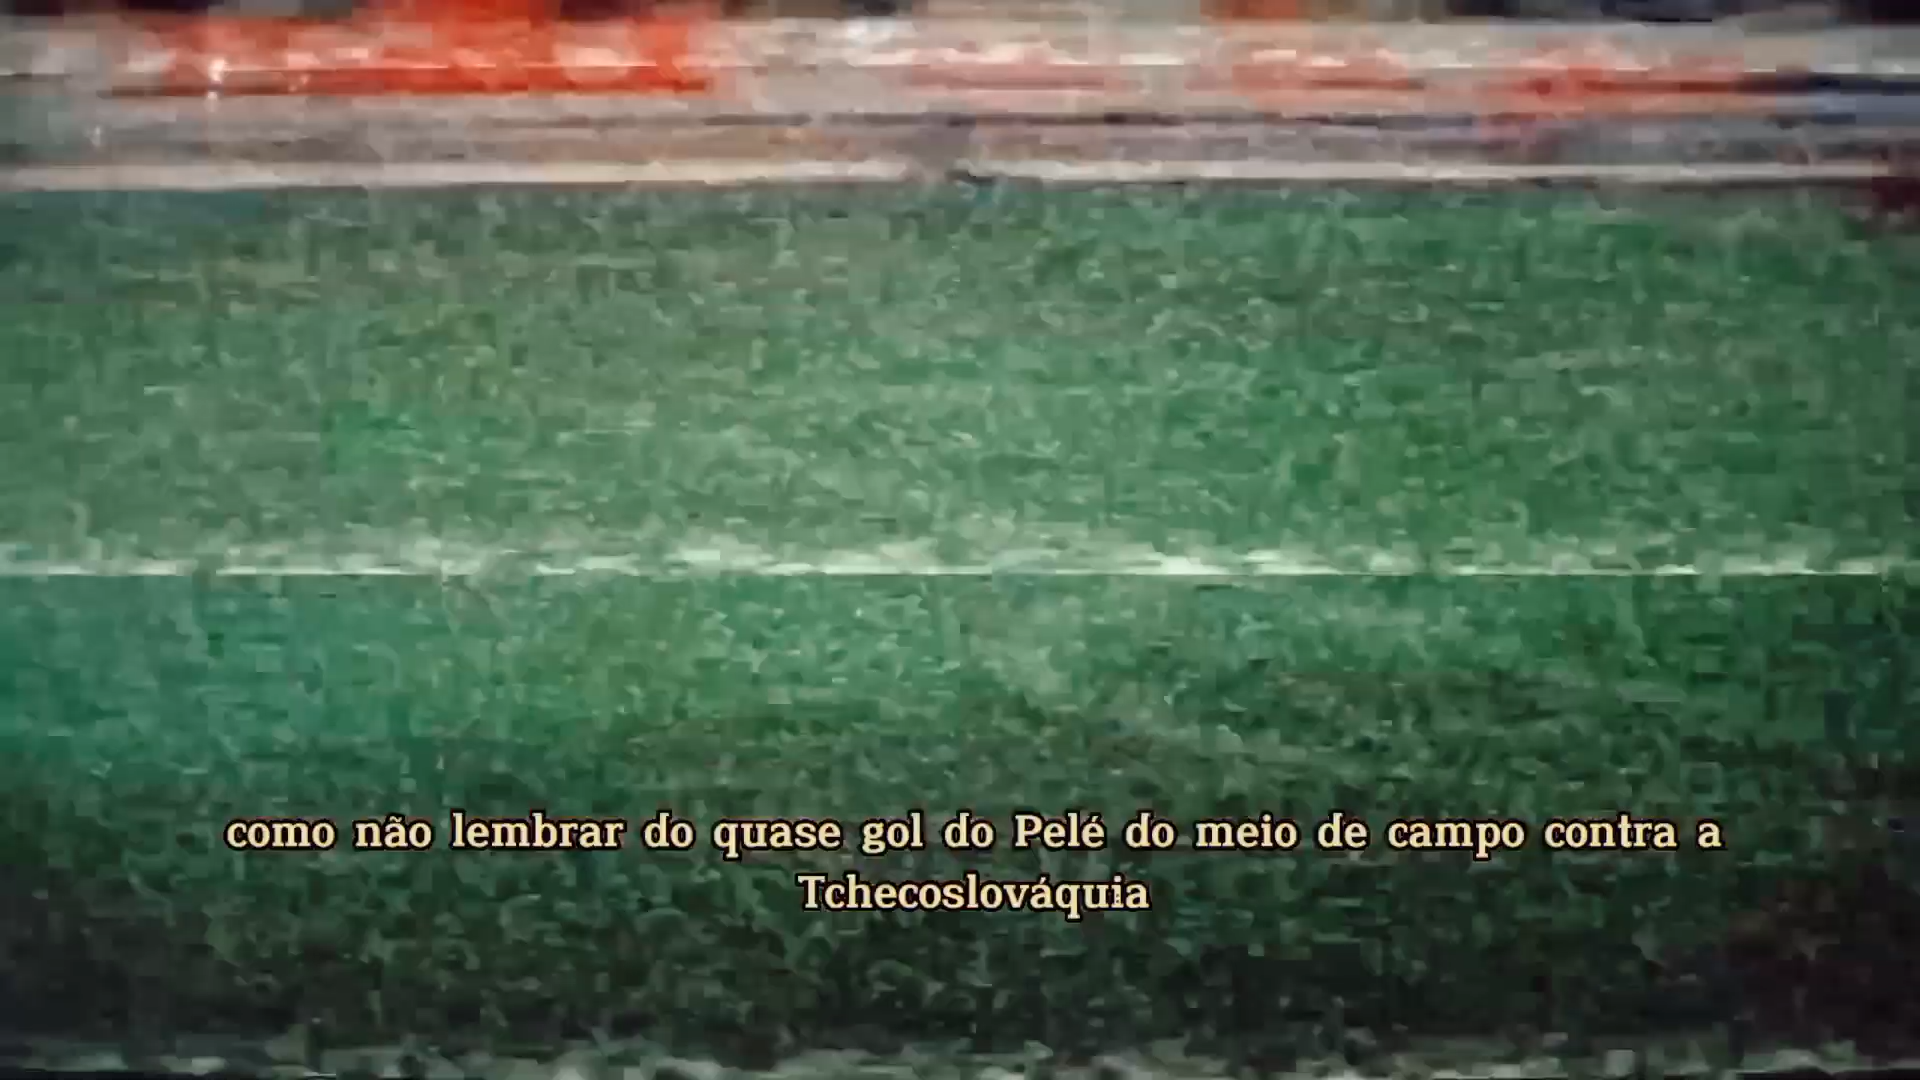 como não lembrar do quase gol do Pelé do meio de campo contra a
Tchecoslováquia